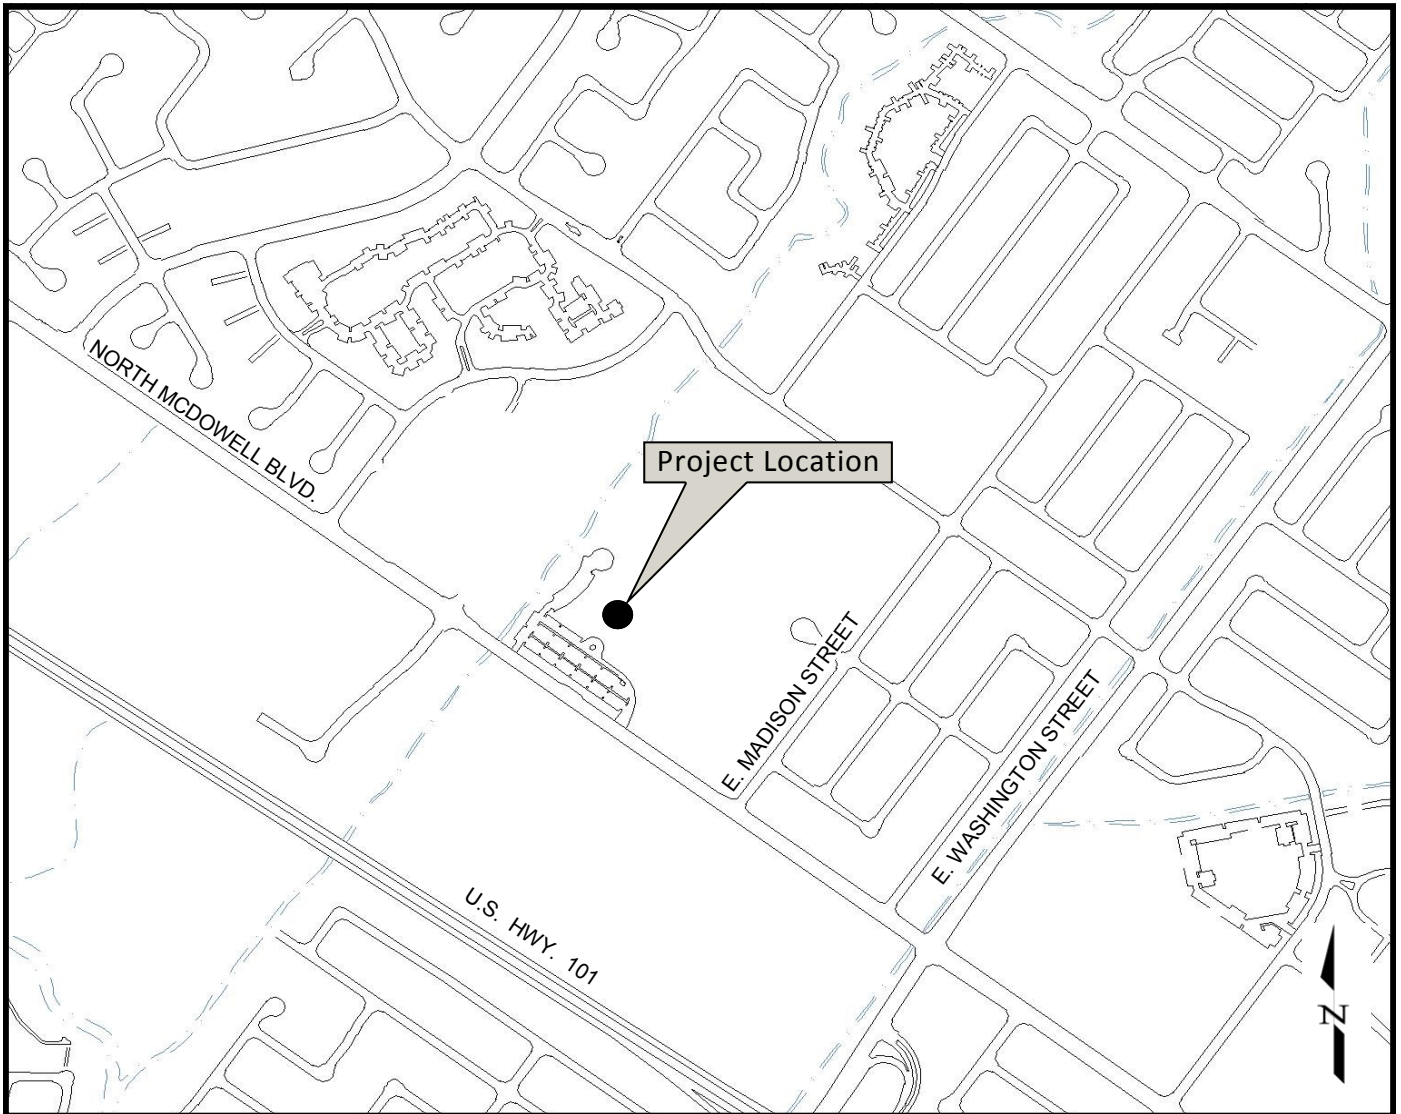 NORTH MCDOWELL BLVD.
Project Location
E. MADISON STREET
E. WASHINGTON STREET
U.S. HWY. 101
N